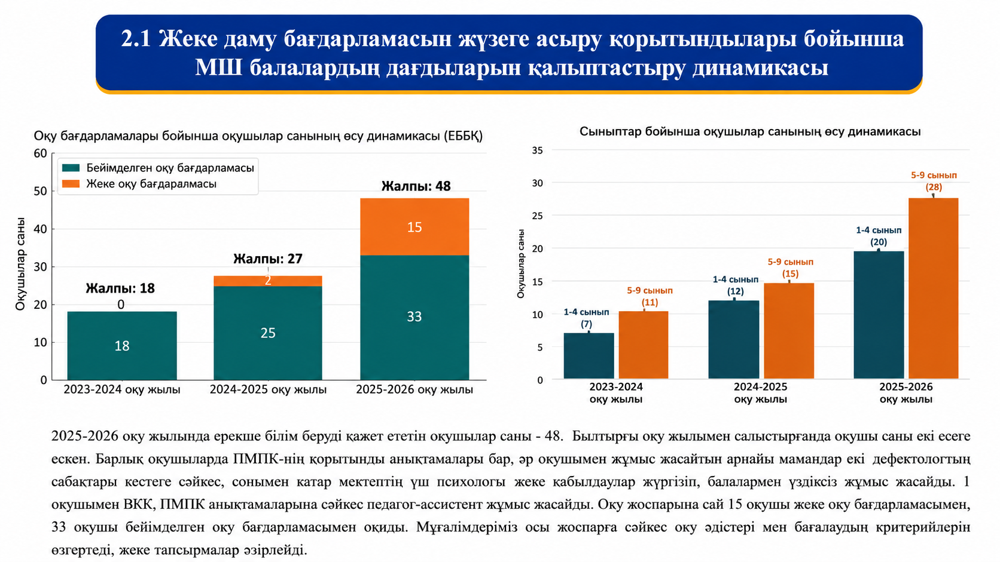 2.1 Жеке даму бағдарламасын жүзеге асыру қорытындылары бойынша
МШ балалардың дағдыларын қалыптастыру динамикасы
Оқу бағдарламалары бойынша оқушылар санының өсу динамикасы (ЕББҚ)
Оқушылар саны
60
50
40
30
20
10
0
Бейімделген оқу бағдарламасы
Жеке оқу бағдаралмасы
Жалпы: 18
0
18
Жалпы: 27
2
25
Жалпы: 48
15
33
2023-2024 оқу жылы
2024-2025 оқу жылы
2025-2026 оқу жылы
Сыныптар бойынша оқушылар санының өсу динамикасы
Оқушылар саны
35
30
25
20
15
10
5
0
1-4 сынып
(7)
5-9 сынып
(11)
1-4 сынып
(12)
5-9 сынып
(15)
1-4 сынып
(20)
5-9 сынып
(28)
2023-2024
оқу жылы
2024-2025
оқу жылы
2025-2026
оқу жылы
2025-2026 оқу жылында ерекше білім беруді қажет ететін оқушылар саны - 48. Былтырғы оқу жылымен салыстырғанда оқушы саны екі есеге
өскен. Барлық оқушыларда ПМПК-нің қорытынды анықтамалары бар, әр оқушымен жұмыс жасайтын арнайы мамандар екі дефектологтың
сабақтары кестеге сәйкес, сонымен катар мектептің үш психологы жеке қабылдаулар жүргізіп, балалармен үздіксіз жұмыс жасайды. 1
оқушымен ВКК, ПМПК анықтамаларына сәйкес педагог-ассистент жұмыс жасайды. Оқу жоспарына сай 15 оқушы жеке оқу бағдарламасымен,
33 оқушы бейімделген оқу бағдарламасымен оқиды. Мұғалімдеріміз осы жоспарға сәйкес оқу әдістері мен бағалаудың критерийлерін
өзгертеді, жеке тапсырмалар әзірлейді.